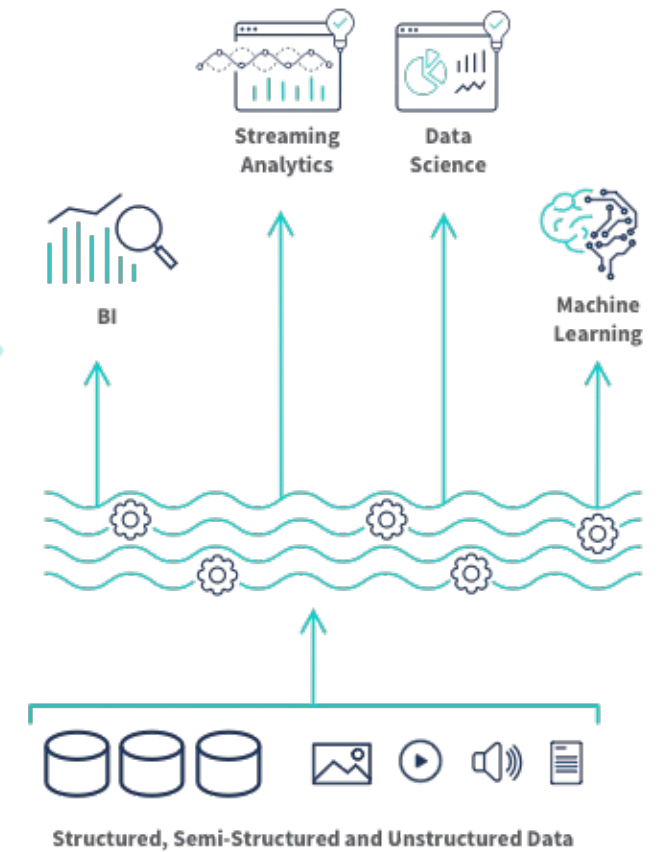 Streaming
Analytics
Data
Science
BI
Machine
Learning
Structured, Semi-Structured and Unstructured Data